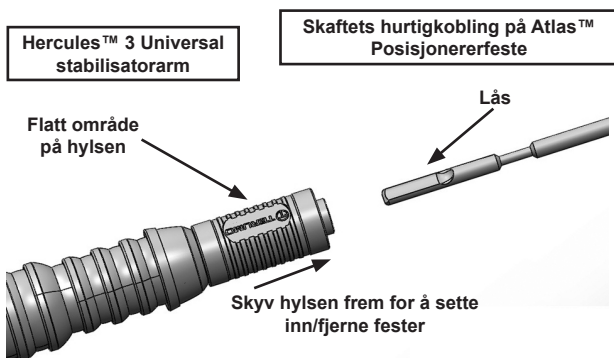 Hercules™ 3 Universal
stabilisatorarm
Skaftets hurtigkobling på Atlas™
Posisjonererfeste
Lås
Flatt område
på hylsen
TERUMO
Skyv hylsen frem for å sette
inn/fjerne fester